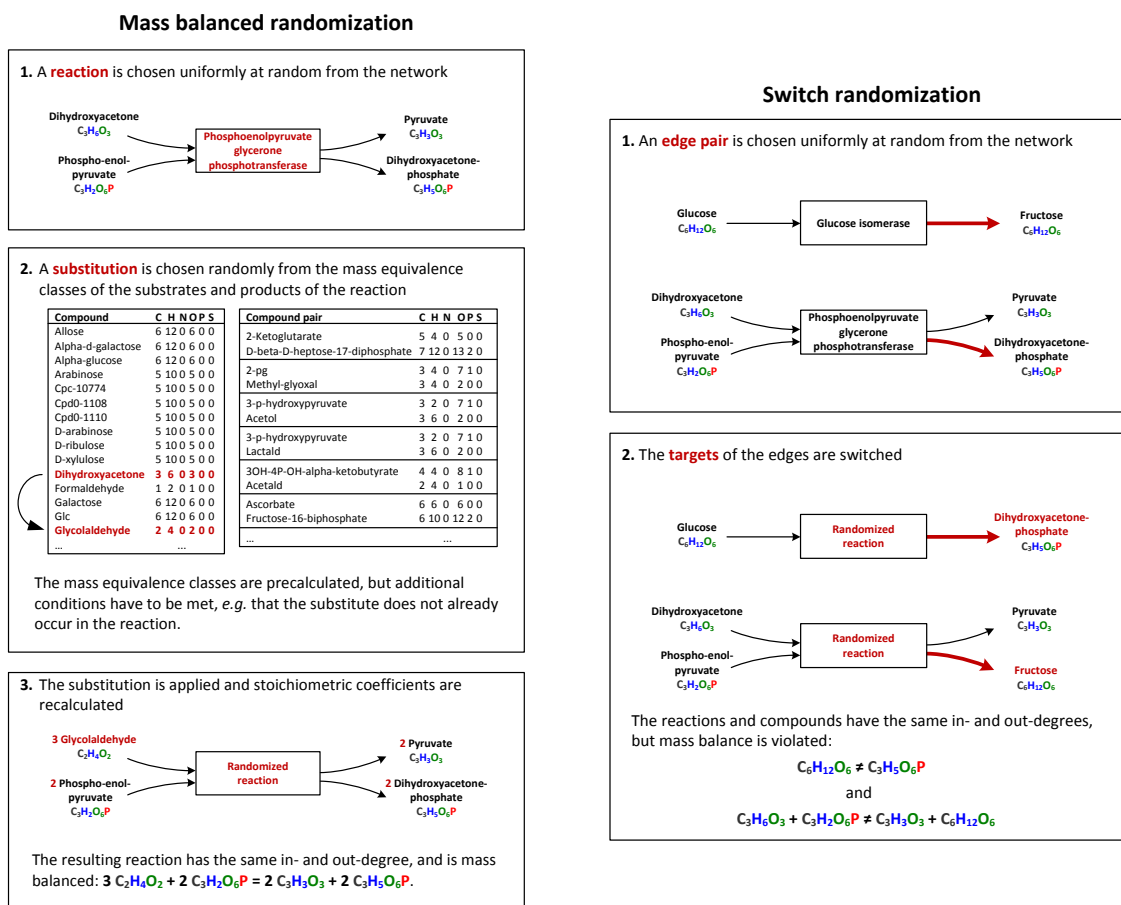 Mass balanced randomization
1. A reaction is chosen uniformly at random from the network
Dihydroxyacetone
C3H6O3
Phospho-enol-
pyruvate
C3H2O6P
Phosphoenolpyruvate
glycerone
phosphotransferase
Pyruvate
C3H3O3
Dihydroxyacetone-
phosphate
C3H5O6P
2. A substitution is chosen randomly from the mass equivalence
classes of the substrates and products of the reaction
Compound C H N O P S
Allose 6 12 0 6 0 0
Alpha-d-galactose 6 12 0 6 0 0
Alpha-glucose 6 12 0 6 0 0
Arabinose 5 10 0 5 0 0
Cpc-10774 5 10 0 5 0 0
Cpd0-1108 5 10 0 5 0 0
Cpd0-1110 5 10 0 5 0 0
D-arabinose 5 10 0 5 0 0
D-ribulose 5 10 0 5 0 0
D-xylulose 5 10 0 5 0 0
Dihydroxyacetone 3 6 0 3 0 0
Formaldehyde 1 2 0 1 0 0
Galactose 6 12 0 6 0 0
Glc 6 12 0 6 0 0
Glycolaldehyde 2 4 0 2 0 0
... ...
Compound pair C H N O P S
2-Ketoglutarate 5 4 0 5 0 0
D-beta-D-heptose-17-diphosphate 7 12 0 13 2 0
2-pg 3 4 0 7 1 0
Methyl-glyoxal 3 4 0 2 0 0
3-p-hydroxypyruvate 3 2 0 7 1 0
Acetol 3 6 0 2 0 0
3-p-hydroxypyruvate 3 2 0 7 1 0
Lactald 3 6 0 2 0 0
3OH-4P-OH-alpha-ketobutyrate 4 4 0 8 1 0
Acetald 2 4 0 1 0 0
Ascorbate 6 6 0 6 0 0
Fructose-16-biphosphate 6 10 0 12 2 0
... ...
The mass equivalence classes are precalculated, but additional
conditions have to be met, e.g. that the substitute does not already
occur in the reaction.
3. The substitution is applied and stoichiometric coefficients are
recalculated
3 Glycolaldehyde
C2H4O2
2 Phospho-enol-
pyruvate
C3H2O6P
Randomized
reaction
2 Pyruvate
C3H3O3
2 Dihydroxyacetone-
phosphate
C3H5O6P
The resulting reaction has the same in- and out-degree, and is mass
balanced: 3 C2H4O2 + 2 C3H2O6P = 2 C3H3O3 + 2 C3H5O6P.
Switch randomization
1. An edge pair is chosen uniformly at random from the network
Glucose
C6H12O6
Glucose isomerase
Fructose
C6H12O6
Dihydroxyacetone
C3H6O3
Phospho-enol-
pyruvate
C3H2O6P
Phosphoenolpyruvate
glycerone
phosphotransferase
Pyruvate
C3H3O3
Dihydroxyacetone-
phosphate
C3H5O6P
2. The targets of the edges are switched
Glucose
C6H12O6
Randomized
reaction
Dihydroxyacetone-
phosphate
C3H5O6P
Dihydroxyacetone
C3H6O3
Phospho-enol-
pyruvate
C3H2O6P
Randomized
reaction
Pyruvate
C3H3O3
Fructose
C6H12O6
The reactions and compounds have the same in- and out-degrees,
but mass balance is violated:
C6H12O6 ≠ C3H5O6P
and
C3H6O3 + C3H2O6P ≠ C3H3O3 + C6H12O6